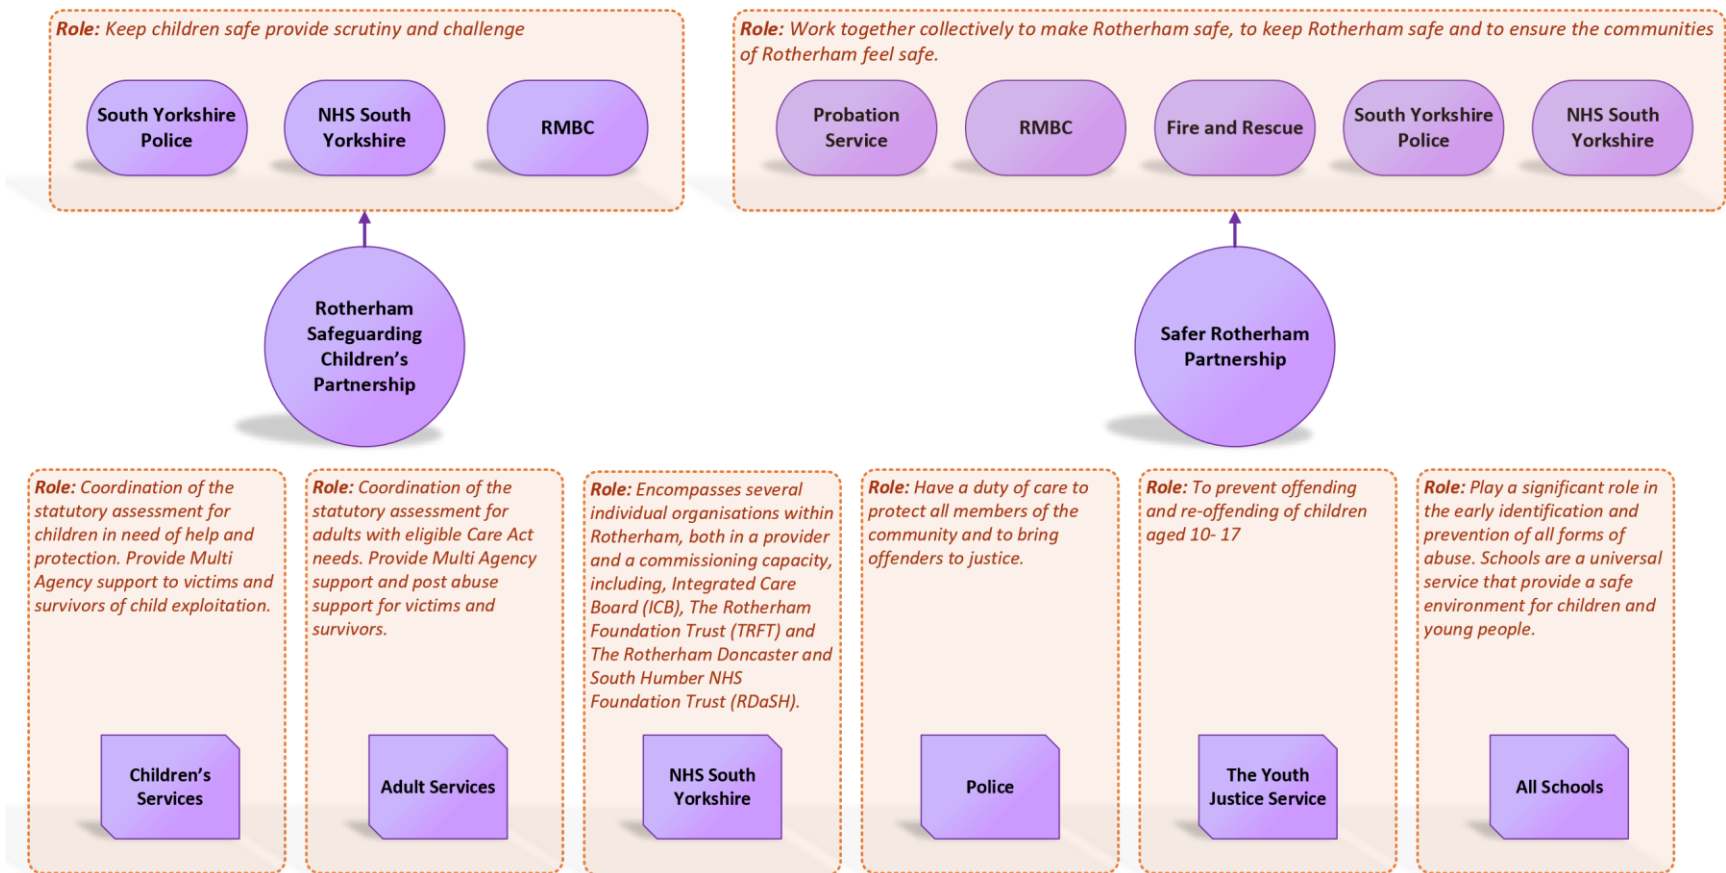 Role: Keep children safe provide scrutiny and challenge
South Yorkshire
Police
NHS South
Yorkshire
RMBC
Role: Work together collectively to make Rotherham safe, to keep Rotherham safe and to ensure the communities
of Rotherham feel safe.
Probation
Service
RMBC
Fire and Rescue
South Yorkshire
Police
NHS South
Yorkshire
Rotherham
Safeguarding
Children’s
Partnership
Safer Rotherham
Partnership
Role: Coordination of the
statutory assessment for
children in need of help and
protection. Provide Multi
Agency support to victims and
survivors of child exploitation.
Children’s
Services
Role: Coordination of the
statutory assessment for
adults with eligible Care Act
needs. Provide Multi Agency
support and post abuse
support for victims and
survivors.
Adult Services
Role: Encompasses several
individual organisations within
Rotherham, both in a provider
and a commissioning capacity,
including, Integrated Care
Board (ICB), The Rotherham
Foundation Trust (TRFT) and
The Rotherham Doncaster and
South Humber NHS
Foundation Trust (RDaSH).
NHS South
Yorkshire
Role: Have a duty of care to
protect all members of the
community and to bring
offenders to justice.
Police
Role: To prevent offending
and re-offending of children
aged 10- 17
The Youth
Justice Service
Role: Play a significant role in
the early identification and
prevention of all forms of
abuse. Schools are a universal
service that provide a safe
environment for children and
young people.
All Schools